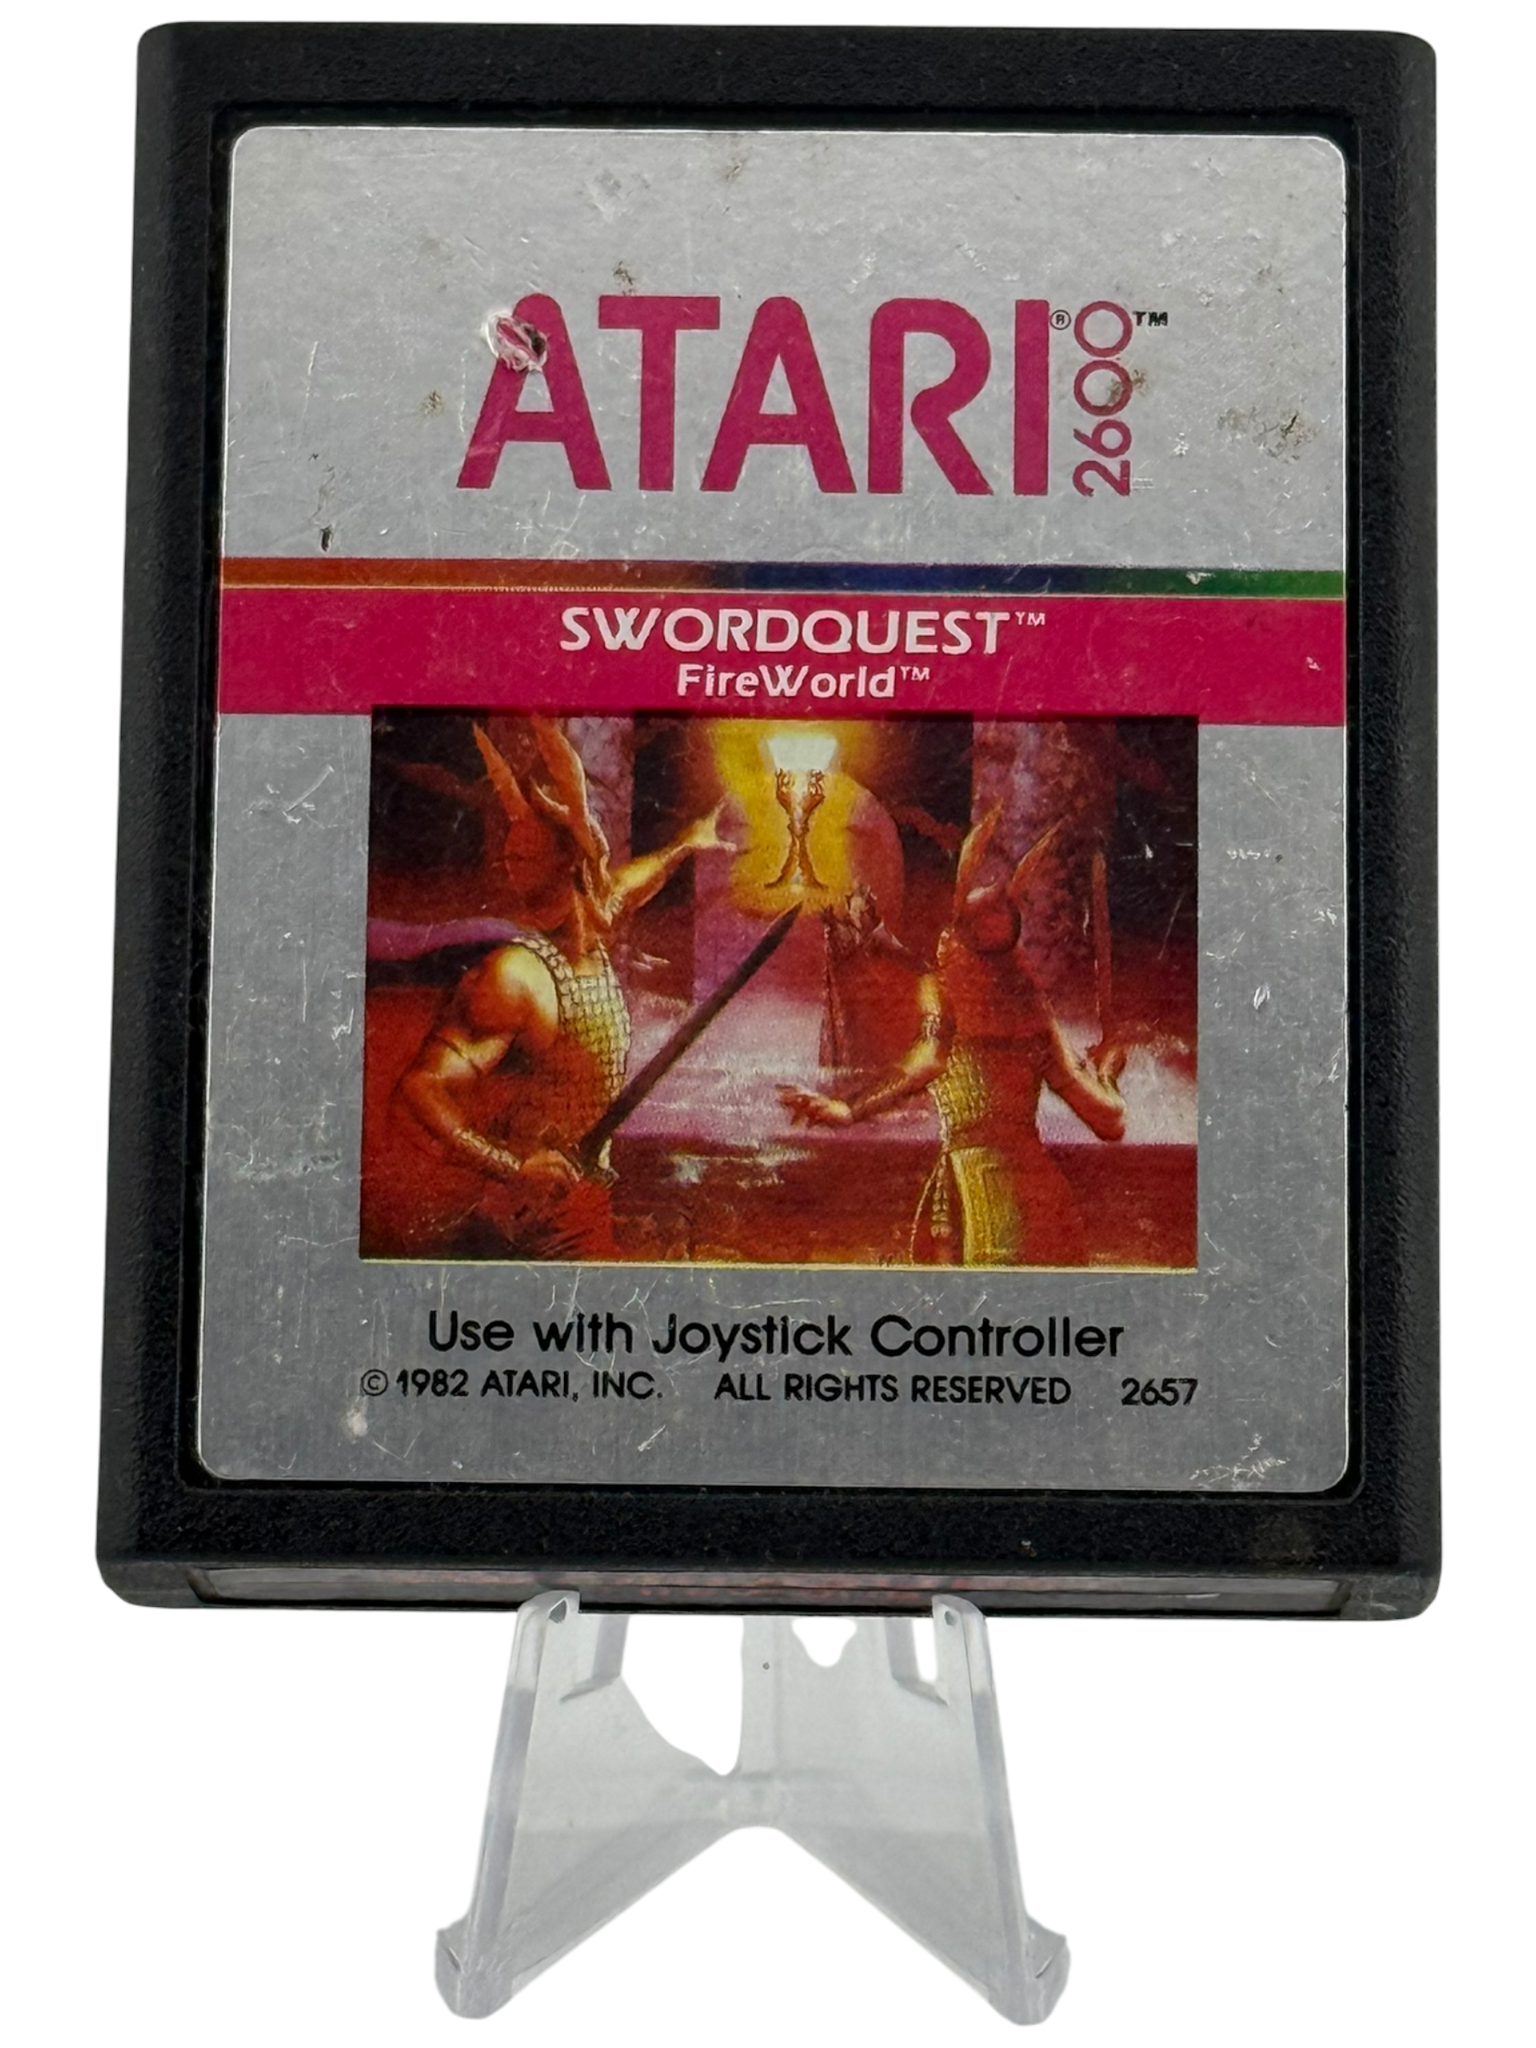 ATARI® 2600™
SWORDQUEST™
FireWorld™
Use with Joystick Controller
© 1982 ATARI, INC. ALL RIGHTS RESERVED 2657